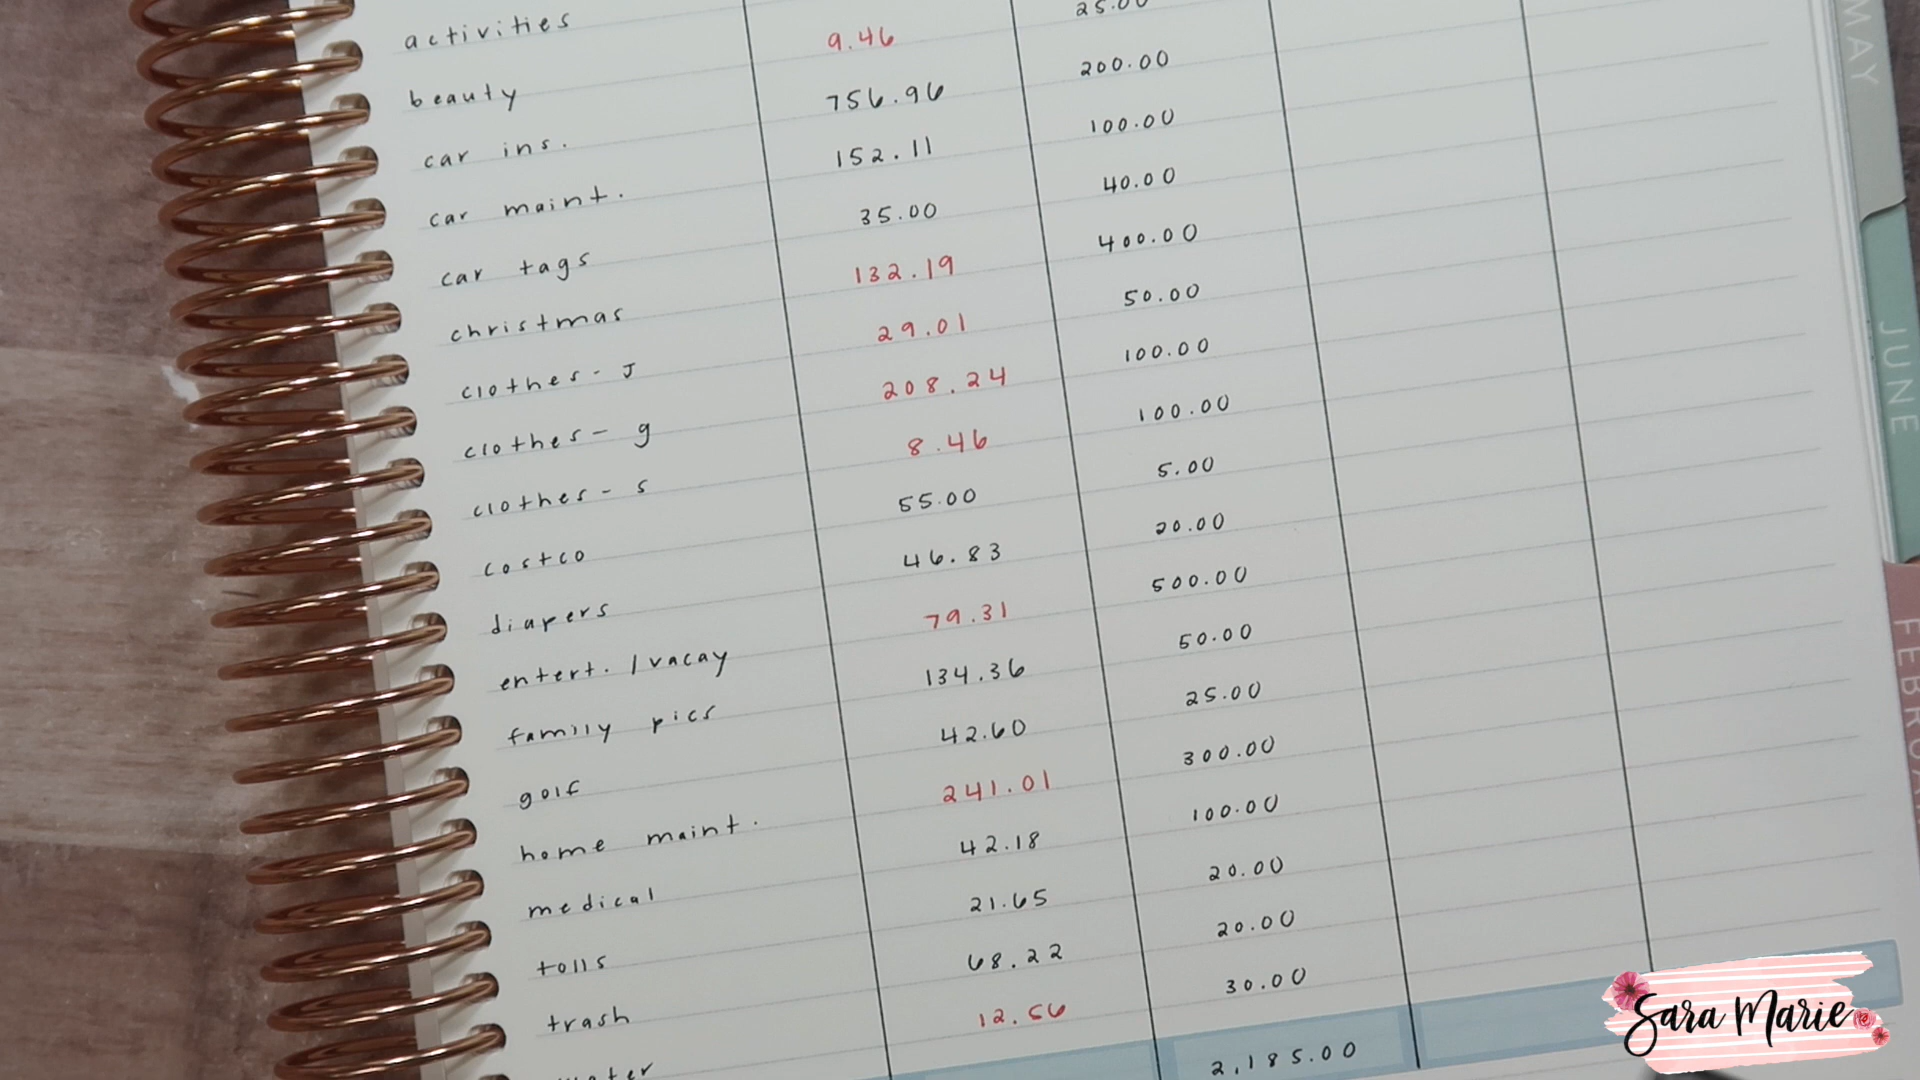 activities
beauty 9.46 25.00
car ins. 756.96 200.00
car maint. 152.11 100.00
car tags 35.00 40.00
christmas 132.19 400.00
clothes- J 29.01 50.00
clothes- g 208.24 100.00
clothes- s 8.46 100.00
costco 55.00 5.00
diapers 46.83 20.00
entert. / vacay 79.31 500.00
family pics 134.36 50.00
golf 42.60 25.00
home maint. 241.01 300.00
medical 42.18 100.00
tolls 21.65 20.00
trash 68.22 20.00
water 12.56 30.00
2,185.00
MAY
JUNE
FEBRUARY
Sara Marie